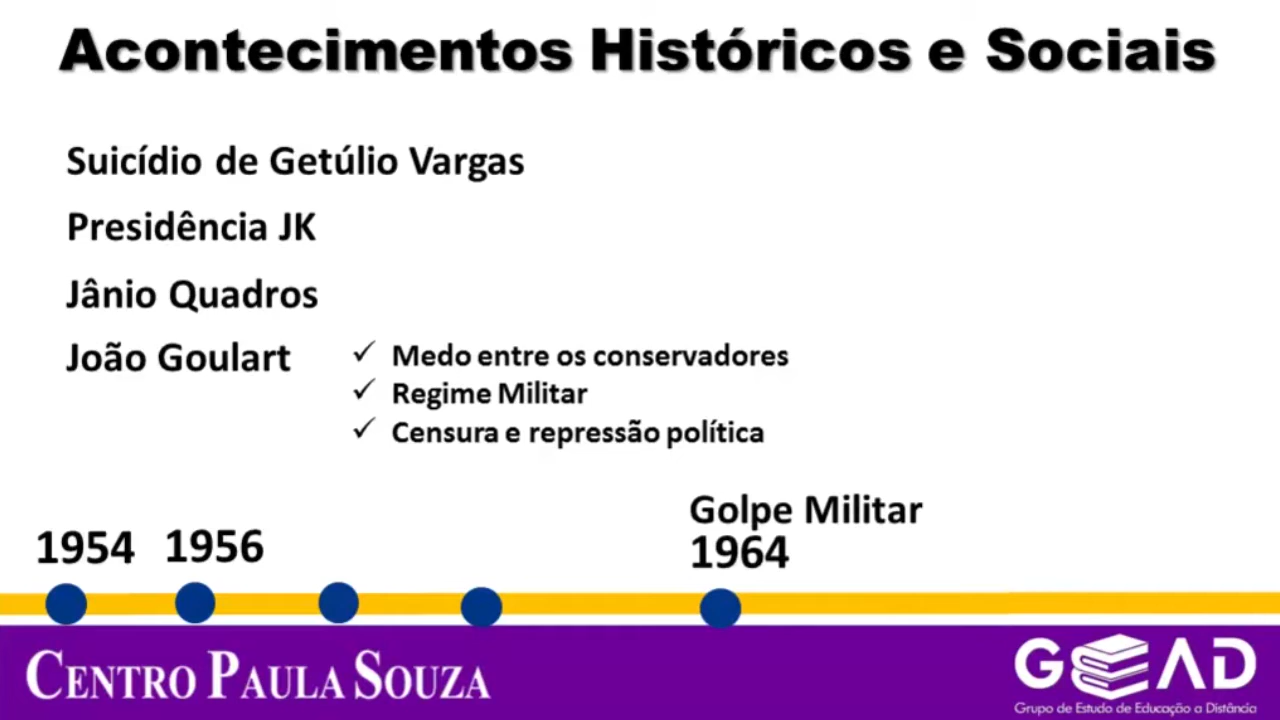 Acontecimentos Históricos e Sociais
Suicídio de Getúlio Vargas
Presidência JK
Jânio Quadros
João Goulart
✓ Medo entre os conservadores
✓ Regime Militar
✓ Censura e repressão política
1954
1956
Golpe Militar
1964
CENTRO PAULA SOUZA
GEAD
Grupo de Estudo de Educação a Distância